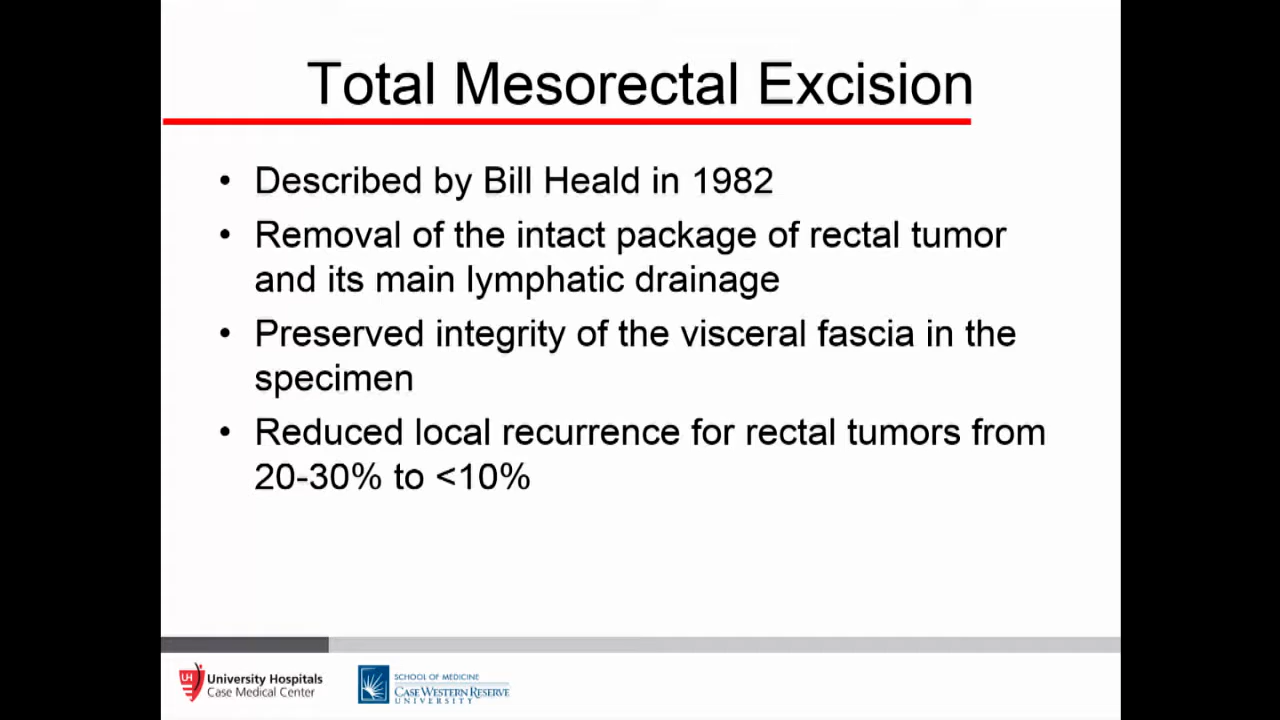 Total Mesorectal Excision
• Described by Bill Heald in 1982
• Removal of the intact package of rectal tumor
and its main lymphatic drainage
• Preserved integrity of the visceral fascia in the
specimen
• Reduced local recurrence for rectal tumors from
20-30% to <10%
UH
University Hospitals
Case Medical Center
SCHOOL OF MEDICINE
CASE WESTERN RESERVE
UNIVERSITY